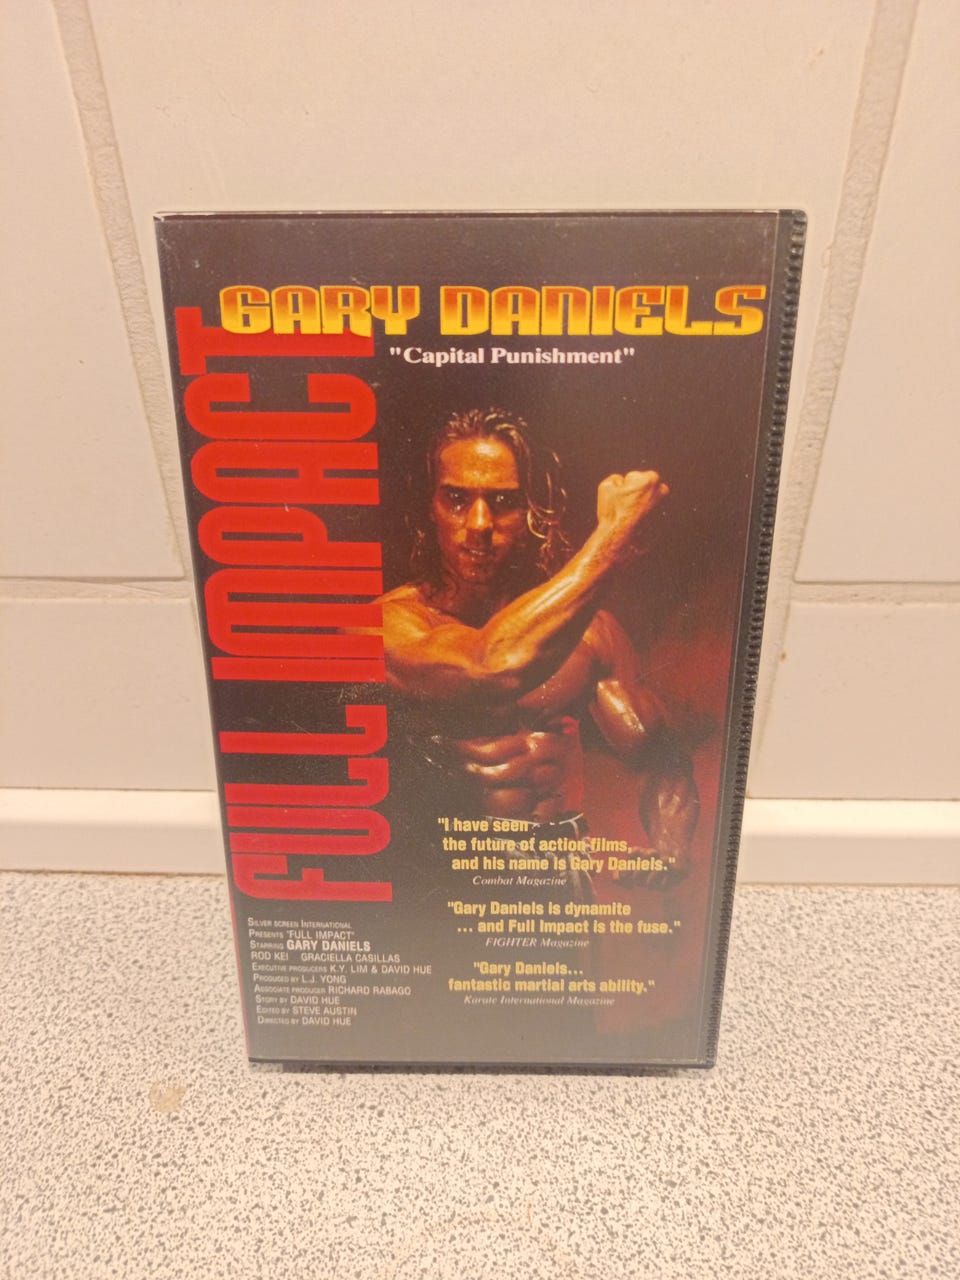 GARY DANIELS
"Capital Punishment"
FULL IMPACT
"I have seen
the future of action films,
and his name is Gary Daniels."
Combat Magazine
"Gary Daniels is dynamite
... and Full Impact is the fuse."
FIGHTER Magazine
"Gary Daniels...
fantastic martial arts ability."
Karate International Magazine
SILVER SCREEN INTERNATIONAL
PRESENTS "FULL IMPACT"
STARRING GARY DANIELS
ROD KEI GRACIELLA CASILLAS
EXECUTIVE PRODUCERS K.Y. LIM & DAVID HUE
PRODUCED BY L.J. YONG
ASSOCIATE PRODUCER RICHARD RABAGO
STORY BY DAVID HUE
EDITED BY STEVE AUSTIN
DIRECTED BY DAVID HUE